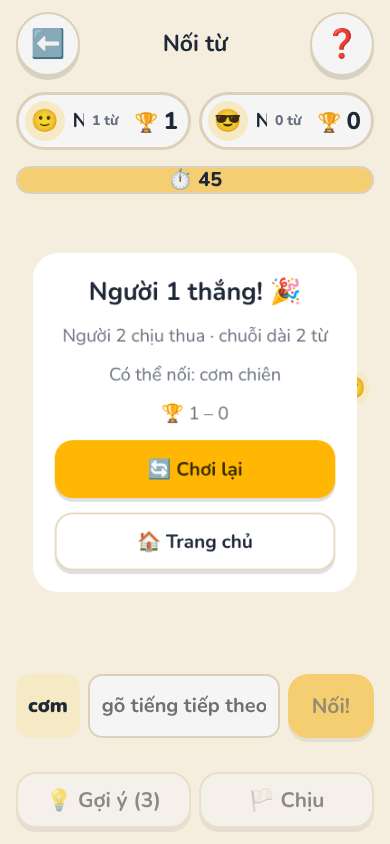 Nối từ
1 từ 1
0 từ 0
45
Người 1 thắng!
Người 2 chịu thua · chuỗi dài 2 từ
Có thể nối: cơm chiên
1 – 0
Chơi lại
Trang chủ
cơm gõ tiếng tiếp theo Nối!
Gợi ý (3) Chịu